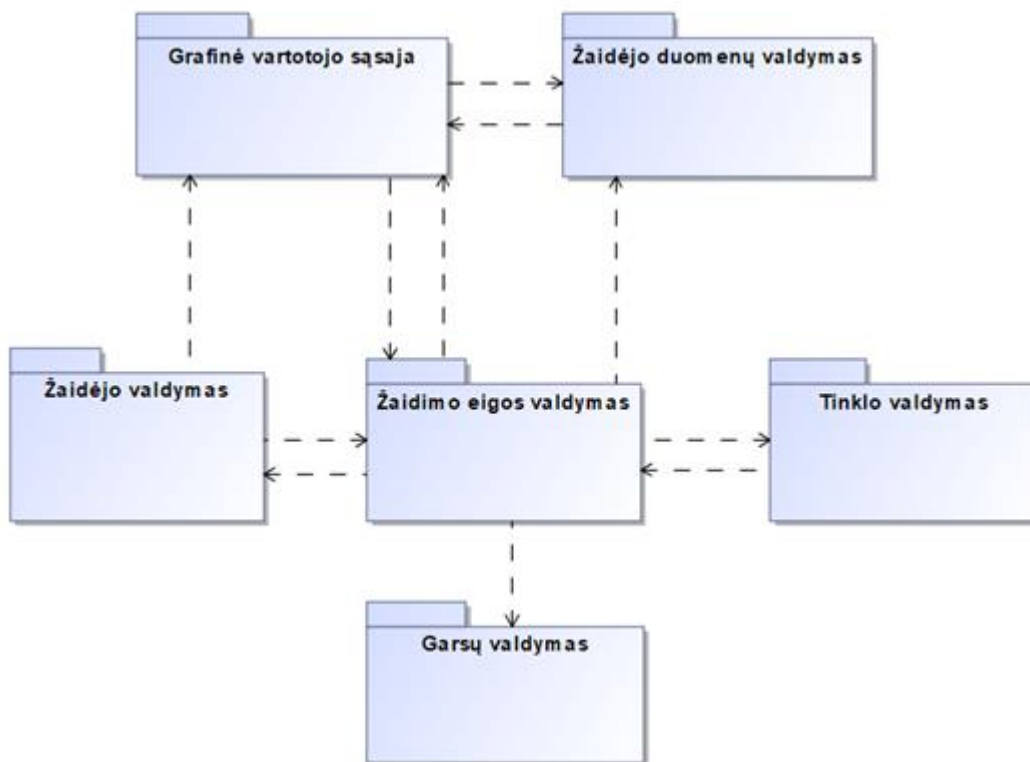 Grafinė vartotojo sąsaja
Žaidėjo duomenų valdymas
Žaidėjo valdymas
Žaidimo eigos valdymas
Tinklo valdymas
Garsų valdymas